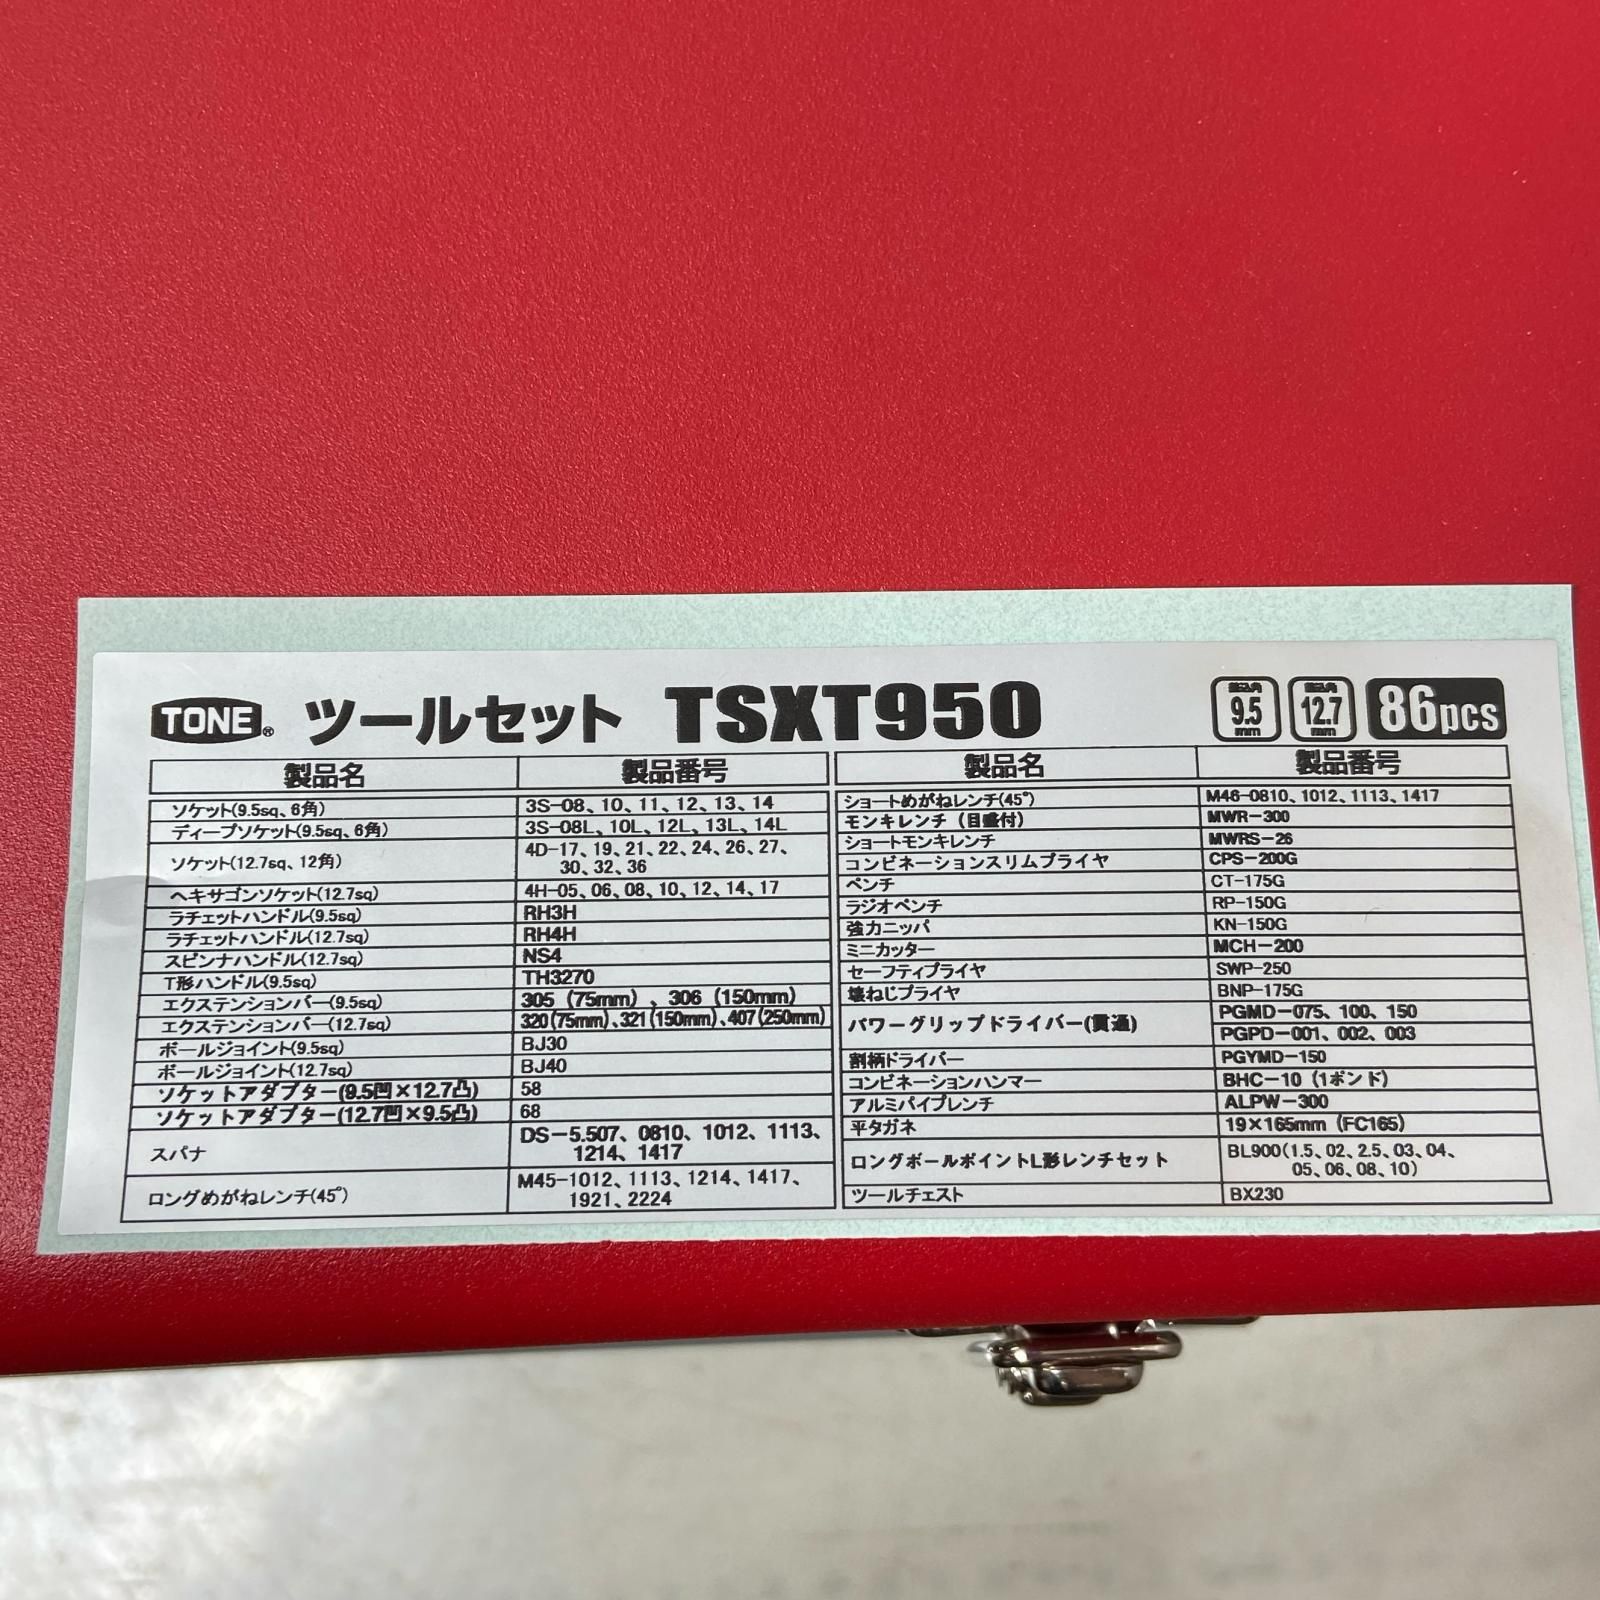 TONE® ツールセット TSXT950 差込角 9.5 mm 差込角 12.7 mm 86pcs
製品名 製品番号
ソケット(9.5sq、6角) 3S-08、10、11、12、13、14
ディープソケット(9.5sq、6角) 3S-08L、10L、12L、13L、14L
ソケット(12.7sq、12角) 4D-17、19、21、22、24、26、27、
30、32、36
ヘキサゴンソケット(12.7sq) 4H-05、06、08、10、12、14、17
ラチェットハンドル(9.5sq) RH3H
ラチェットハンドル(12.7sq) RH4H
スピンナハンドル(12.7sq) NS4
T形ハンドル(9.5sq) TH3270
エクステンションバー(9.5sq) 305（75mm）、306（150mm）
エクステンションバー(12.7sq) 320(75mm)、321(150mm)、407(250mm)
ボールジョイント(9.5sq) BJ30
ボールジョイント(12.7sq) BJ40
ソケットアダプター(9.5凹×12.7凸) 58
ソケットアダプター(12.7凹×9.5凸) 68
スパナ DS-5.507、0810、1012、1113、
1214、1417
ロングめがねレンチ(45°) M45-1012、1113、1214、1417、
1921、2224
製品名 製品番号
ショートめがねレンチ(45°) M46-0810、1012、1113、1417
モンキレンチ（目盛付） MWR-300
ショートモンキレンチ MWRS-26
コンビネーションスリムプライヤ CPS-200G
ペンチ CT-175G
ラジオペンチ RP-150G
強力ニッパ KN-150G
ミニカッター MCH-200
セーフティプライヤ SWP-250
壊ねじプライヤ BNP-175G
パワーグリップドライバー(貫通) PGMD-075、100、150
PGPD-001、002、003
割柄ドライバー PGYMD-150
コンビネーションハンマー BHC-10（1ポンド）
アルミパイプレンチ ALPW-300
平タガネ 19×165mm（FC165）
ロングボールポイントL形レンチセット BL900(1.5、02、2.5、03、04、
05、06、08、10)
ツールチェスト BX230